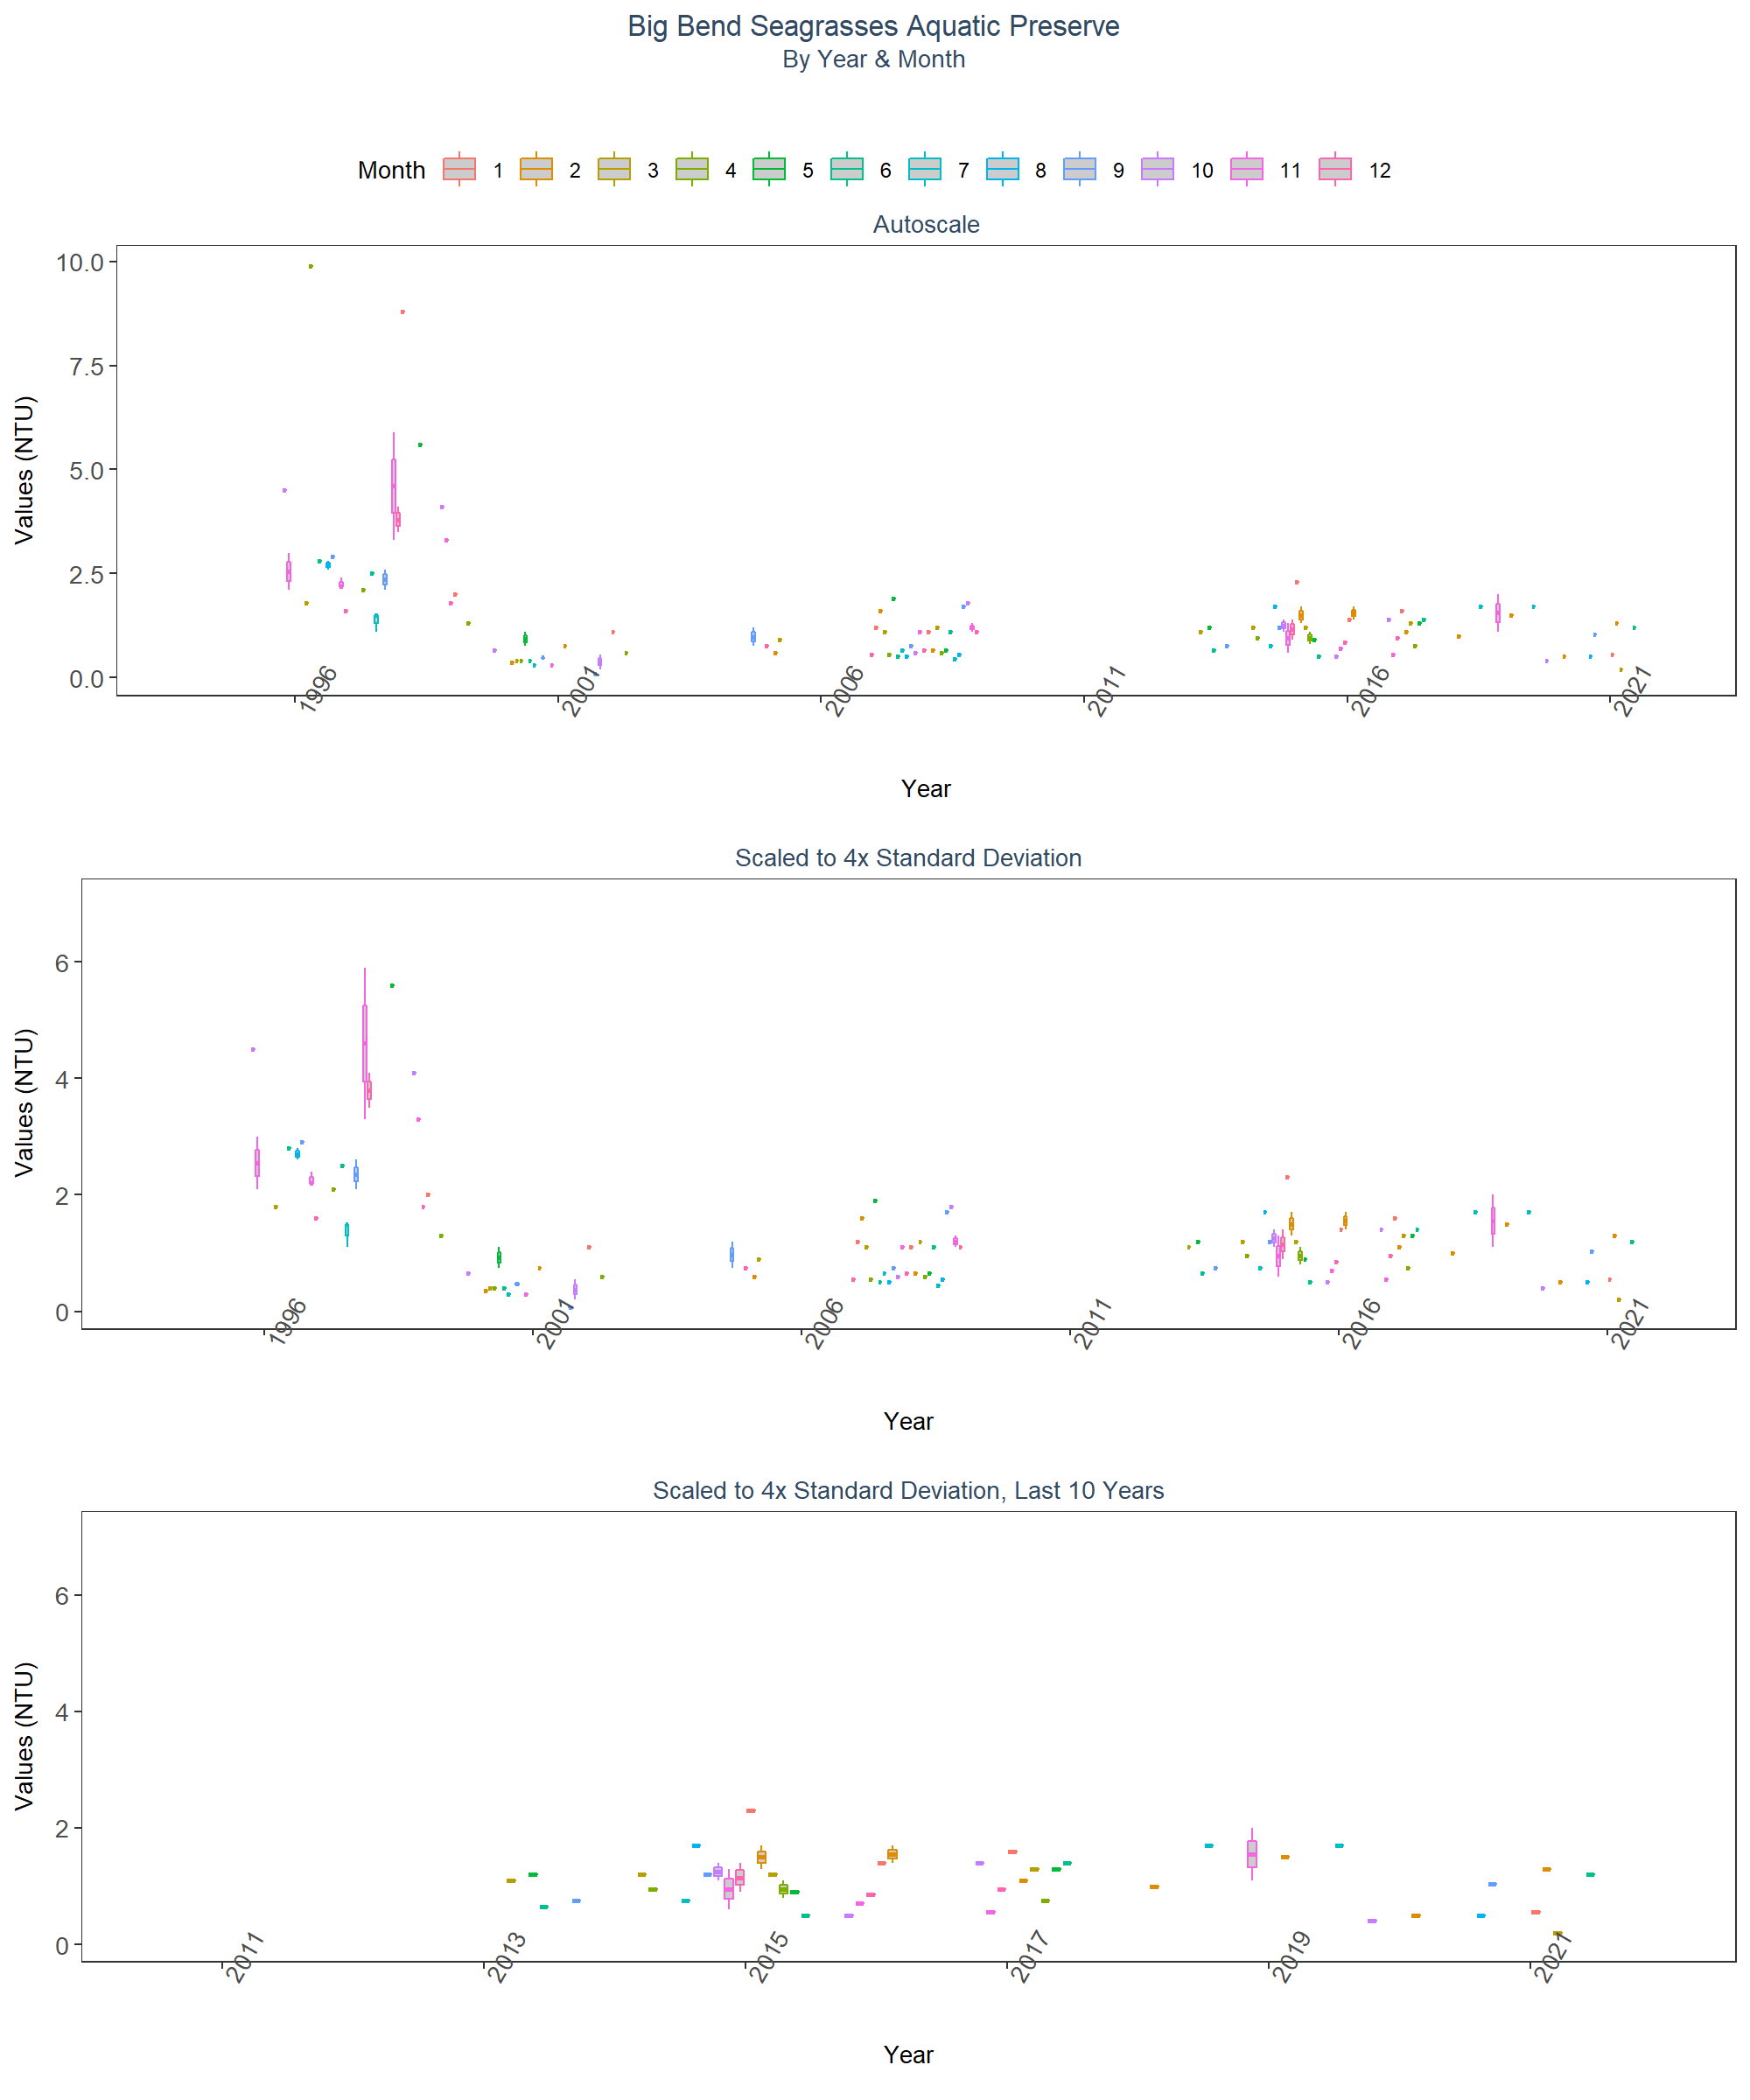 Big Bend Seagrasses Aquatic Preserve
By Year & Month
Month 1 2 3 4 5 6 7 8 9 10 11 12
Autoscale
10.0
7.5
5.0
2.5
0.0
Values (NTU)
1996 2001 2006 2011 2016 2021
Year
Scaled to 4x Standard Deviation
6
4
2
0
Values (NTU)
1996 2001 2006 2011 2016 2021
Year
Scaled to 4x Standard Deviation, Last 10 Years
6
4
2
0
Values (NTU)
2011 2013 2015 2017 2019 2021
Year